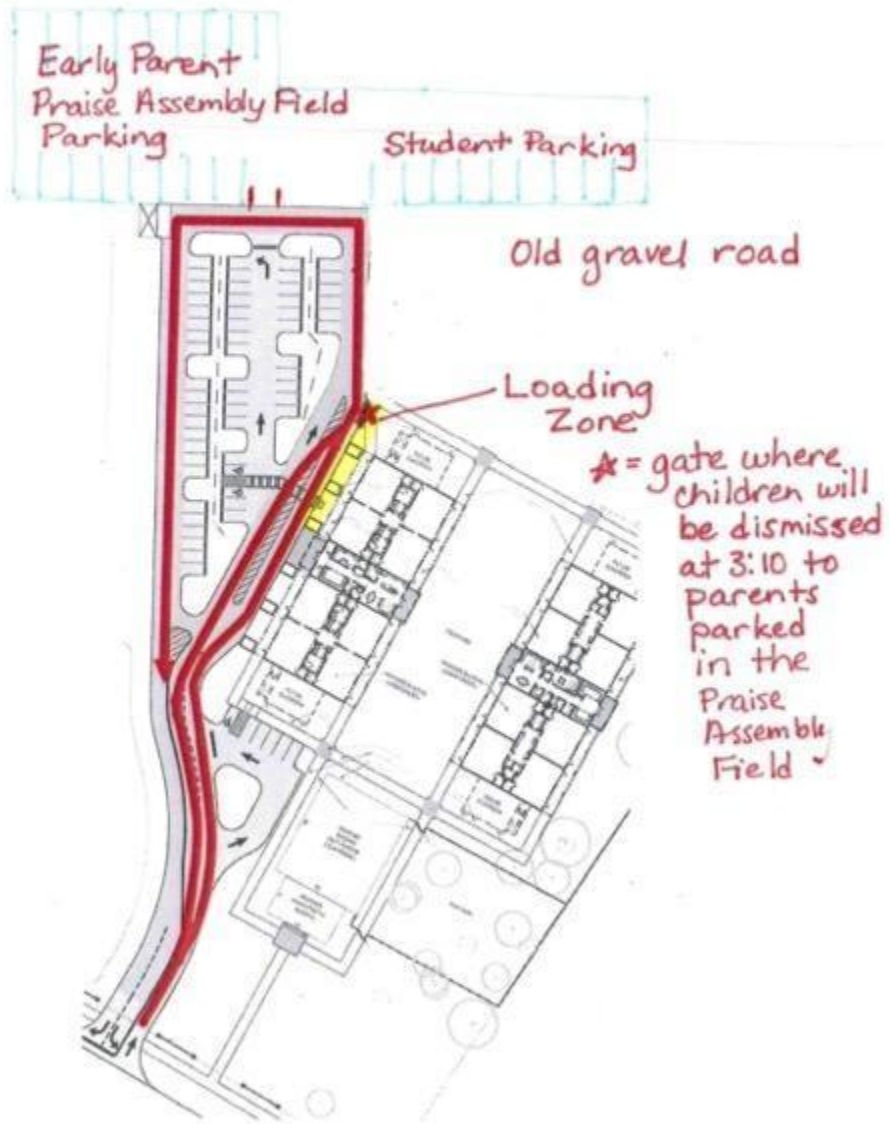 Early Parent
Praise Assembly Field
Parking
Student Parking
Old gravel road
Loading
Zone
= gate where
children will
be dismissed
at 3:10 to
parents
parked
in the
Praise
Assembly
Field